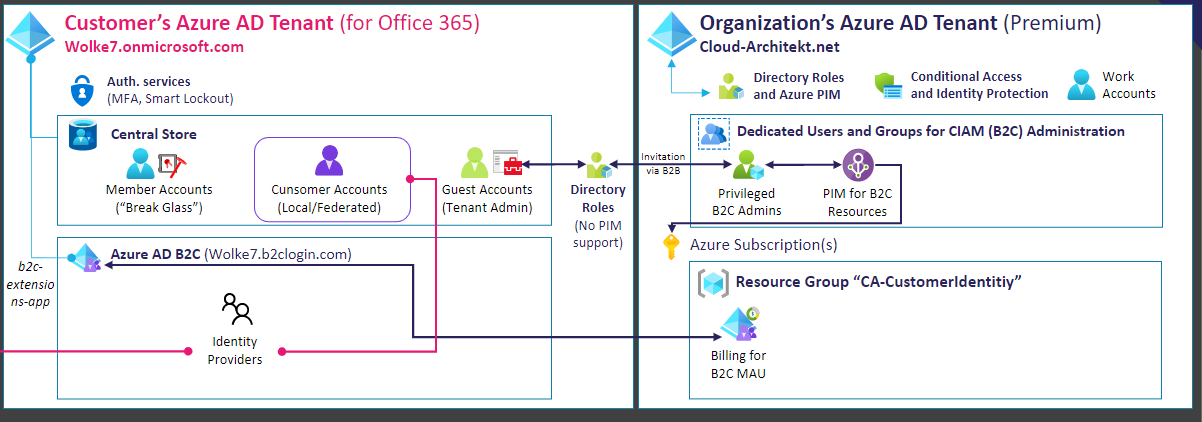 Customer's Azure AD Tenant (for Office 365)
Wolke7.onmicrosoft.com
Auth. services
(MFA, Smart Lockout)
Central Store
Member Accounts
("Break Glass")
Cunsomer Accounts
(Local/Federated)
Guest Accounts
(Tenant Admin)
Directory
Roles
(No PIM
support)
Azure AD B2C (Wolke7.b2clogin.com)
b2c-
extensio
ns-app
Identity
Providers
Organization's Azure AD Tenant (Premium)
Cloud-Architekt.net
Directory Roles
and Azure PIM
Conditional Access
and Identity Protection
Work
Accounts
Dedicated Users and Groups for CIAM (B2C) Administration
Invitation
via B2B
Privileged
B2C Admins
PIM for B2C
Resources
Azure Subscription(s)
Resource Group "CA-CustomerIdentitiy"
Billing for
B2C MAU